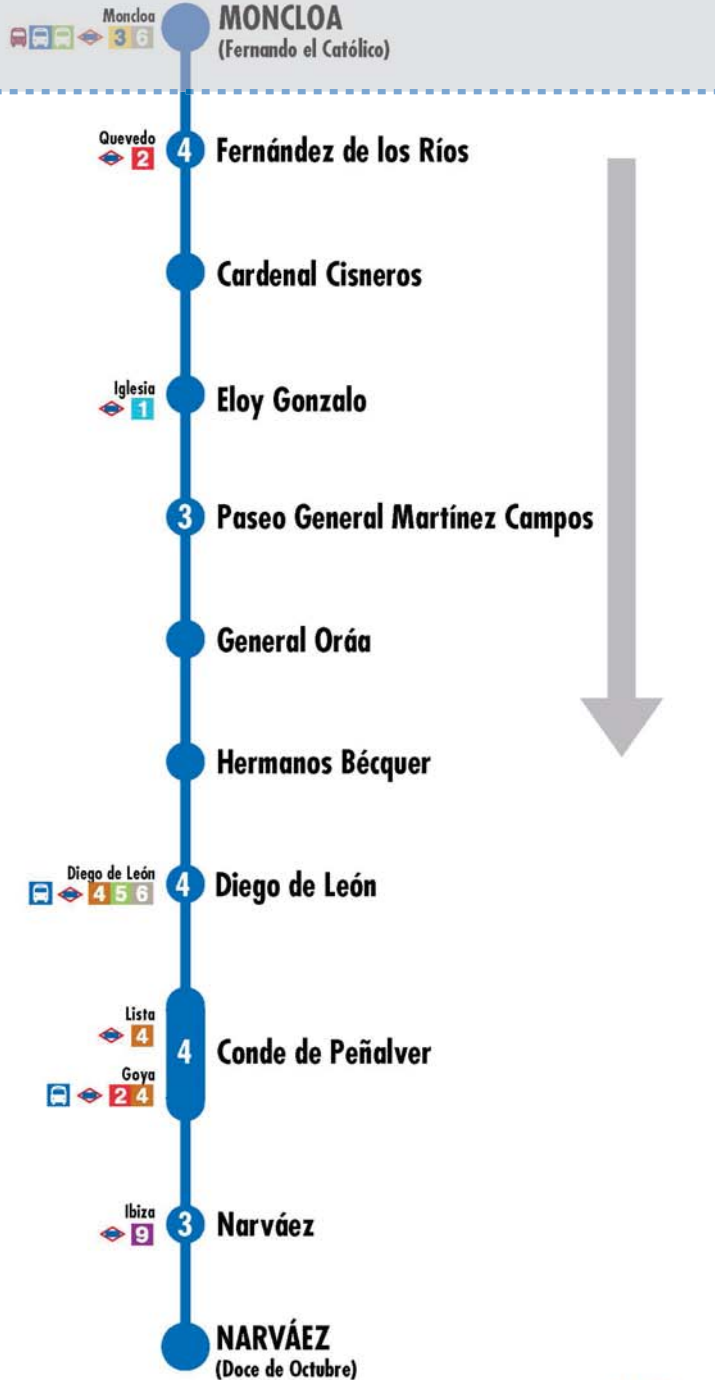 Moncloa
3 6
MONCLOA
(Fernando el Católico)
Quevedo
2
4
Fernández de los Ríos
Cardenal Cisneros
Iglesia
1
Eloy Gonzalo
3
Paseo General Martínez Campos
General Oráa
Hermanos Bécquer
Diego de León
4 5 6
4
Diego de León
Lista
4
Goya
2 4
4
Conde de Peñalver
Ibiza
9
3
Narváez
NARVÁEZ
(Doce de Octubre)